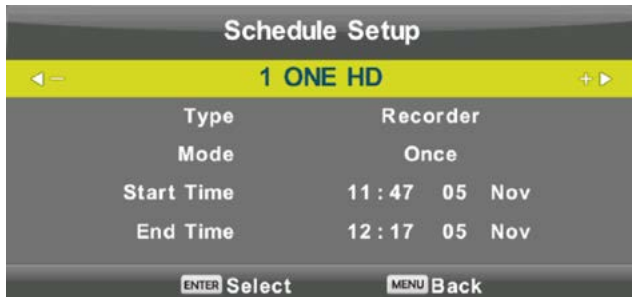 Schedule Setup
− 1 ONE HD +
Type Recorder
Mode Once
Start Time 11:47 05 Nov
End Time 12:17 05 Nov
ENTER Select MENU Back